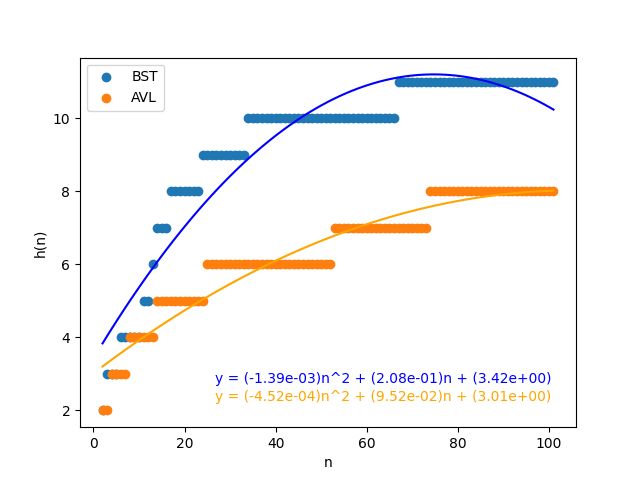 BST
AVL
10
8
6
4
2
h(n)
y = (-1.39e-03)n^2 + (2.08e-01)n + (3.42e+00)
y = (-4.52e-04)n^2 + (9.52e-02)n + (3.01e+00)
0 20 40 60 80 100
n